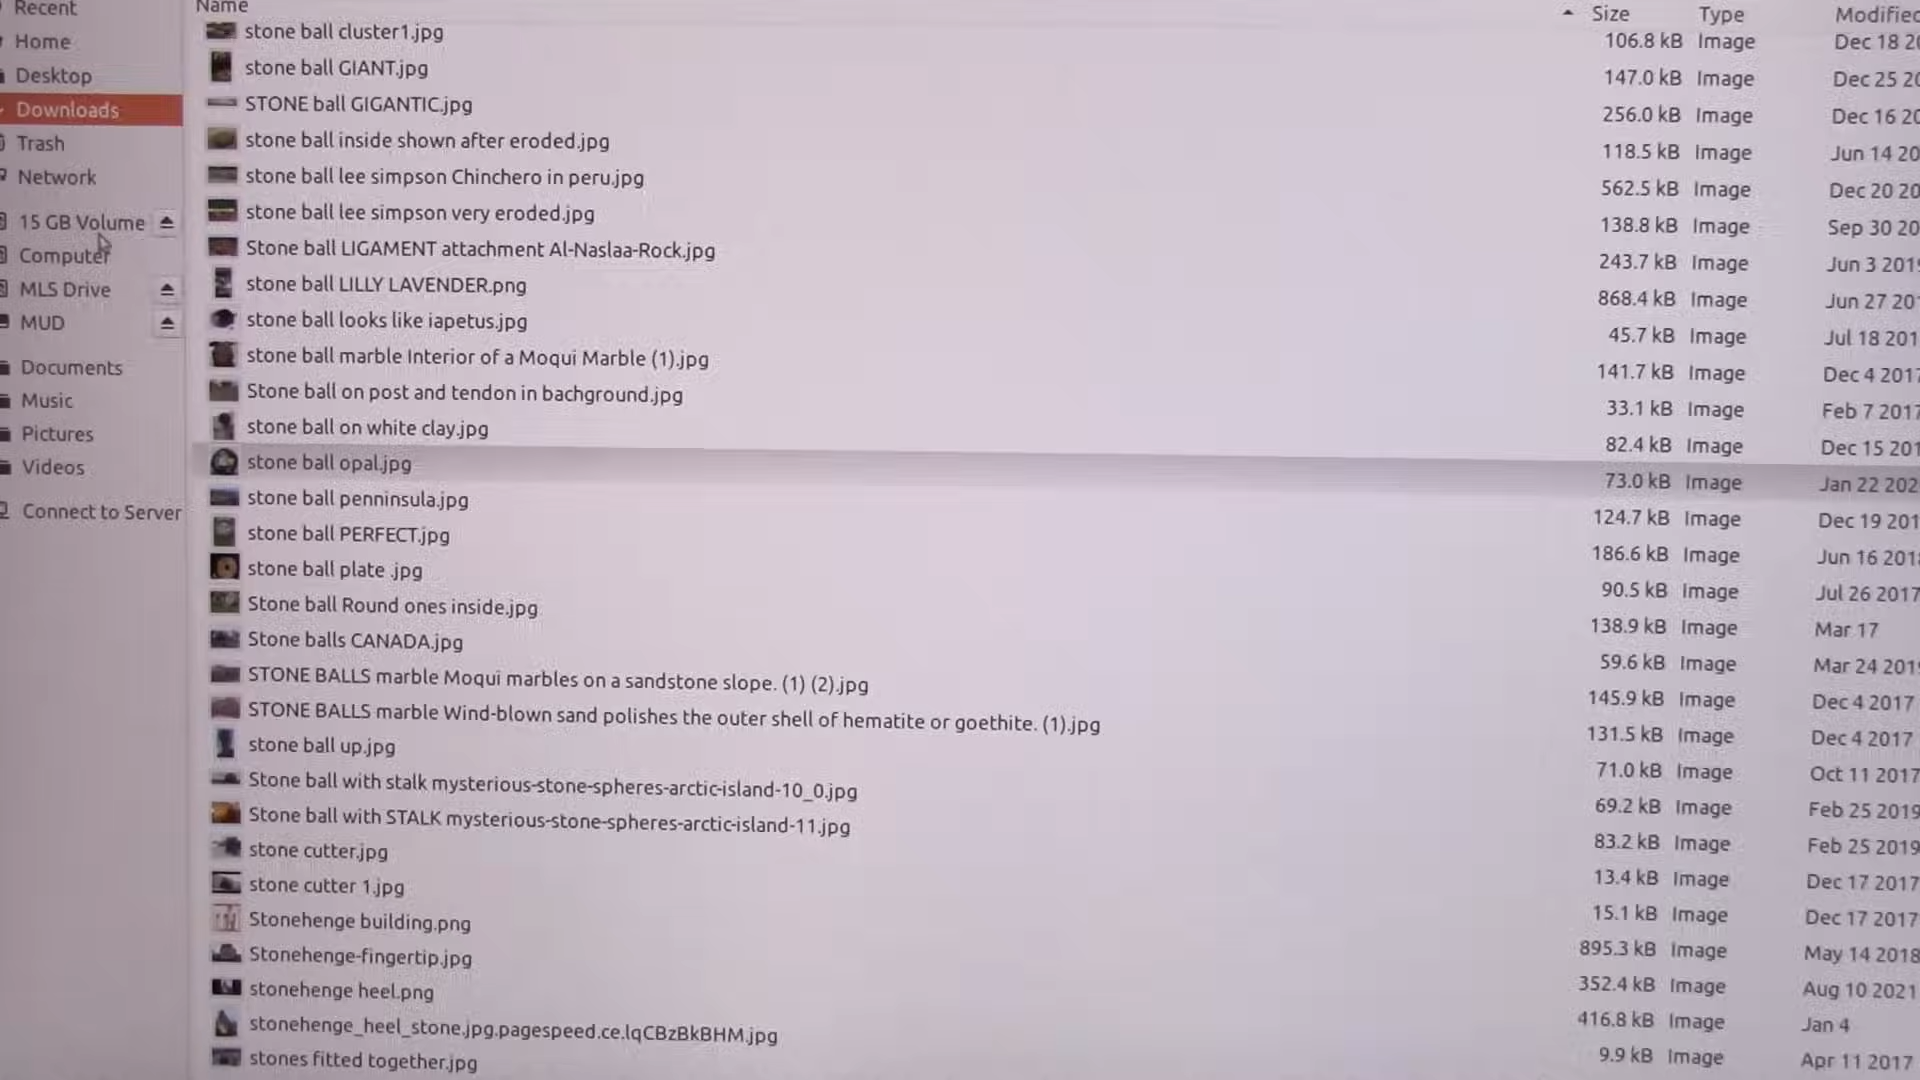 Recent
Home
Desktop
Downloads
Trash
Network
15 GB Volume
Computer
MLS Drive
MUD
Documents
Music
Pictures
Videos
Connect to Server
Name Size Type Modified
stone ball cluster1.jpg 106.8 kB Image Dec 18 20
stone ball GIANT.jpg 147.0 kB Image Dec 25 20
STONE ball GIGANTIC.jpg 256.0 kB Image Dec 16 20
stone ball inside shown after eroded.jpg 118.5 kB Image Jun 14 20
stone ball lee simpson Chinchero in peru.jpg 562.5 kB Image Dec 20 20
stone ball lee simpson very eroded.jpg 138.8 kB Image Sep 30 20
Stone ball LIGAMENT attachment Al-Naslaa-Rock.jpg 243.7 kB Image Jun 3 2019
stone ball LILLY LAVENDER.png 868.4 kB Image Jun 27 201
stone ball looks like iapetus.jpg 45.7 kB Image Jul 18 201
stone ball marble Interior of a Moqui Marble (1).jpg 141.7 kB Image Dec 4 2017
Stone ball on post and tendon in bachground.jpg 33.1 kB Image Feb 7 2017
stone ball on white clay.jpg 82.4 kB Image Dec 15 201
stone ball opal.jpg 73.0 kB Image Jan 22 202
stone ball penninsula.jpg 124.7 kB Image Dec 19 201
stone ball PERFECT.jpg 186.6 kB Image Jun 16 2018
stone ball plate .jpg 90.5 kB Image Jul 26 2017
Stone ball Round ones inside.jpg 138.9 kB Image Mar 17
Stone balls CANADA.jpg 59.6 kB Image Mar 24 2019
STONE BALLS marble Moqui marbles on a sandstone slope. (1) (2).jpg 145.9 kB Image Dec 4 2017
STONE BALLS marble Wind-blown sand polishes the outer shell of hematite or goethite. (1).jpg 131.5 kB Image Dec 4 2017
stone ball up.jpg 71.0 kB Image Oct 11 2017
Stone ball with stalk mysterious-stone-spheres-arctic-island-10_0.jpg 69.2 kB Image Feb 25 2019
Stone ball with STALK mysterious-stone-spheres-arctic-island-11.jpg 83.2 kB Image Feb 25 2019
stone cutter.jpg 13.4 kB Image Dec 17 2017
stone cutter 1.jpg 15.1 kB Image Dec 17 2017
Stonehenge building.png 895.3 kB Image May 14 2018
Stonehenge-fingertip.jpg 352.4 kB Image Aug 10 2021
stonehenge heel.png 416.8 kB Image Jan 4
stonehenge_heel_stone.jpg.pagespeed.ce.lqCBzBkBHM.jpg 9.9 kB Image Apr 11 2017
stones fitted together.jpg